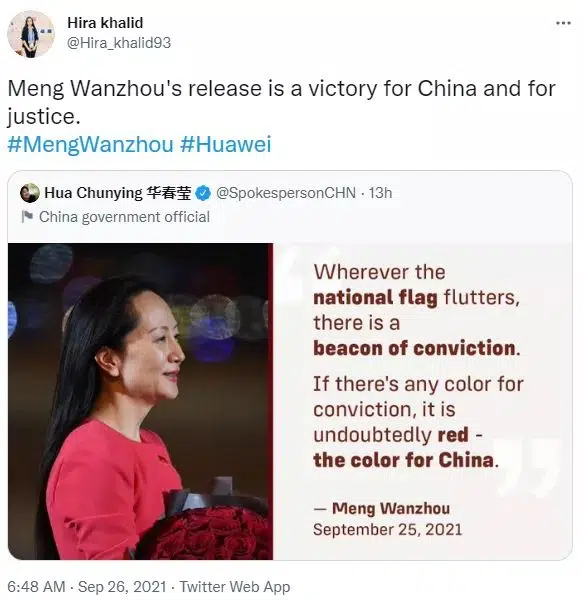 Hira khalid
@Hira_khalid93
Meng Wanzhou's release is a victory for China and for
justice.
#MengWanzhou #Huawei
Hua Chunying 华春莹 @SpokespersonCHN · 13h
China government official
Wherever the
national flag flutters,
there is a
beacon of conviction.
If there's any color for
conviction, it is
undoubtedly red -
the color for China.
— Meng Wanzhou
September 25, 2021
6:48 AM · Sep 26, 2021 · Twitter Web App